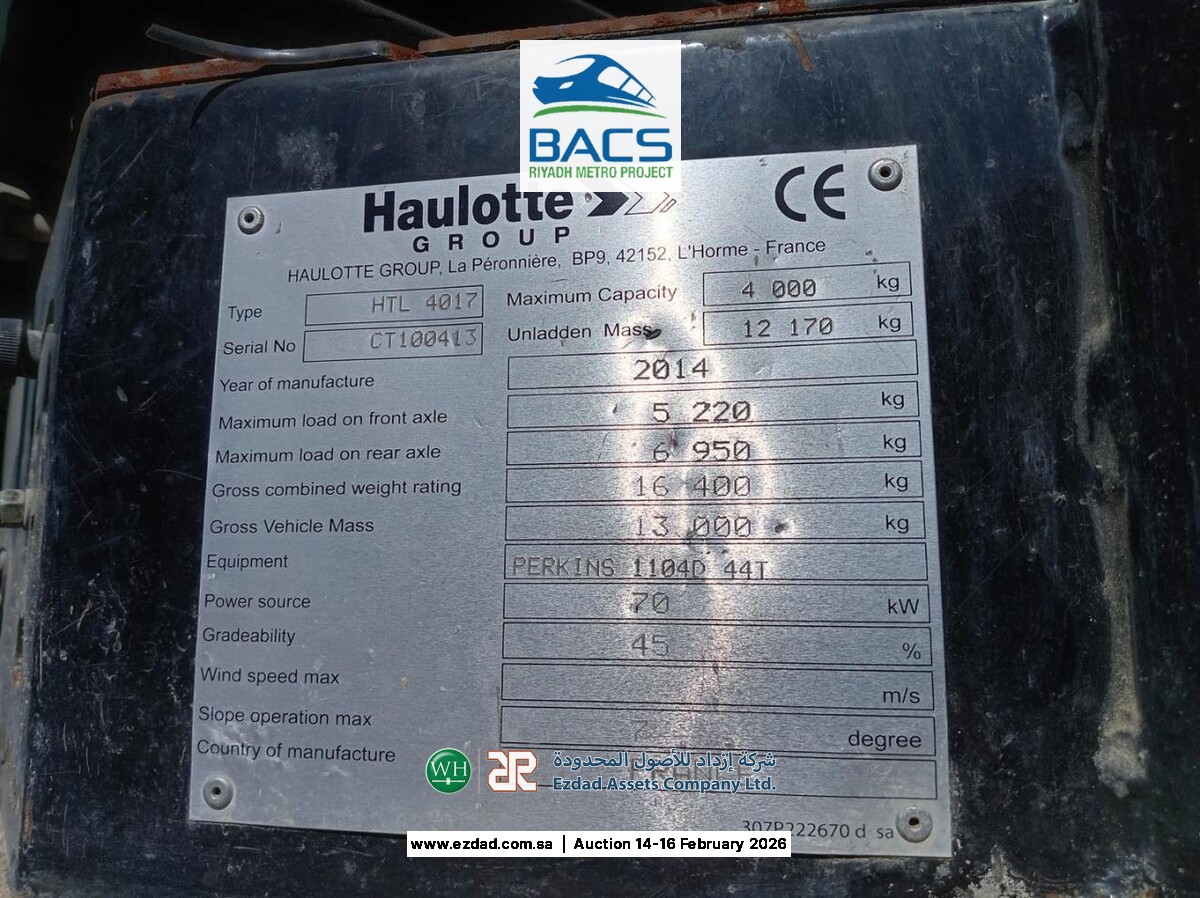 BACS
RIYADH METRO PROJECT
Haulotte
GROUP
CE
HAULOTTE GROUP, La Péronnière, BP9, 42152, L'Horme - France
Type HTL 4017 Maximum Capacity 4 000 kg
Serial No CT100413 Unladden Mass 12 170 kg
Year of manufacture 2014
Maximum load on front axle 5 220 kg
Maximum load on rear axle 6 950 kg
Gross combined weight rating 16 400 kg
Gross Vehicle Mass 13 000 kg
Equipment PERKINS 1104D 44T
Power source 70 kW
Gradeability 45 %
Wind speed max m/s
Slope operation max degree
Country of manufacture FRANCE
WH
شركة إزداد للأصول المحدودة
Ezdad Assets Company Ltd.
307P222670 d sa
www.ezdad.com.sa | Auction 14-16 February 2026